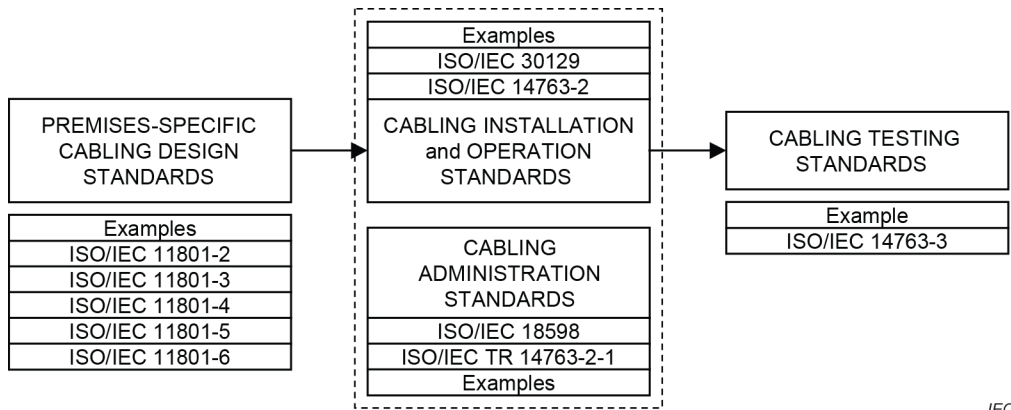 PREMISES-SPECIFIC
CABLING DESIGN
STANDARDS
Examples
ISO/IEC 11801-2
ISO/IEC 11801-3
ISO/IEC 11801-4
ISO/IEC 11801-5
ISO/IEC 11801-6
Examples
ISO/IEC 30129
ISO/IEC 14763-2
CABLING INSTALLATION
and OPERATION
STANDARDS
CABLING
ADMINISTRATION
STANDARDS
ISO/IEC 18598
ISO/IEC TR 14763-2-1
Examples
CABLING TESTING
STANDARDS
Example
ISO/IEC 14763-3
IEC